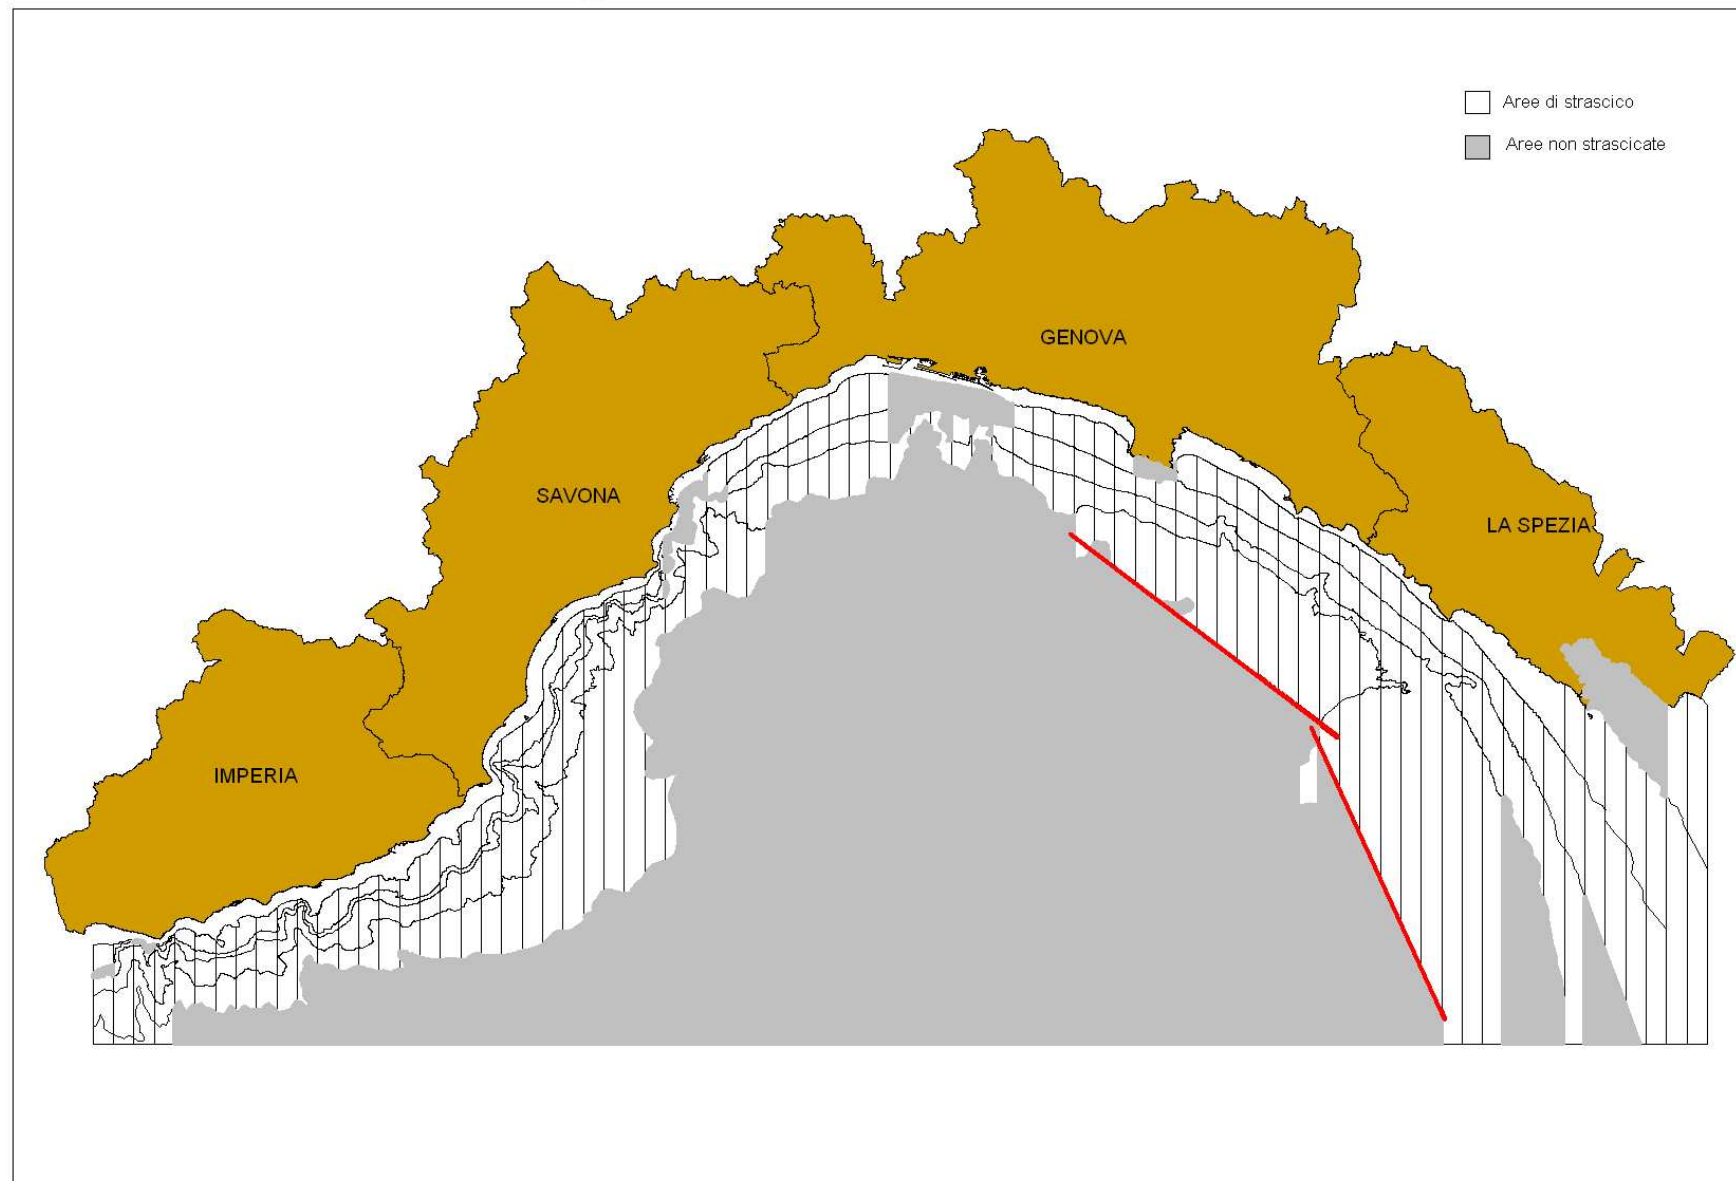 Aree di strascico
Aree non strascicate
GENOVA
SAVONA
LA SPEZIA
IMPERIA